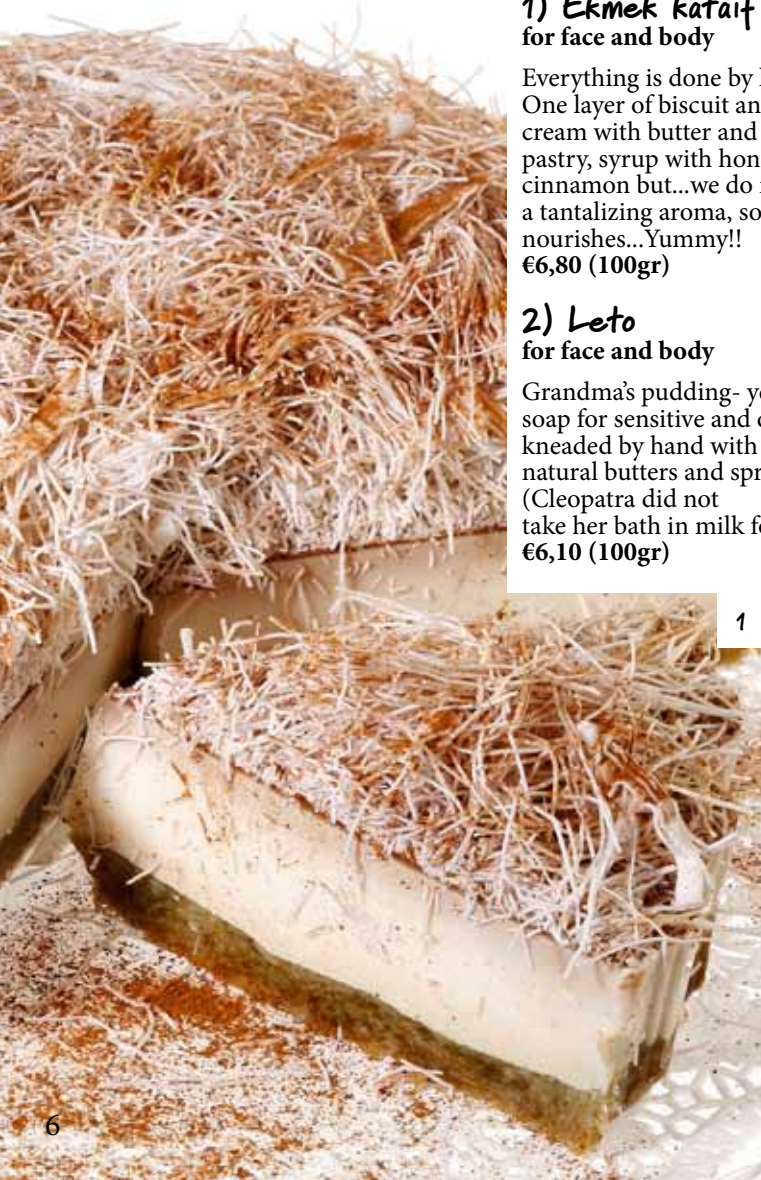 1) Ekmek kataif
for face and body
Everything is done by
One layer of biscuit an
cream with butter and
pastry, syrup with hon
cinnamon but...we do
a tantalizing aroma, so
nourishes...Yummy!!
€6,80 (100gr)
2) Leto
for face and body
Grandma's pudding- yo
soap for sensitive and
kneaded by hand with
natural butters and spr
(Cleopatra did not
take her bath in milk fo
€6,10 (100gr)
1
6